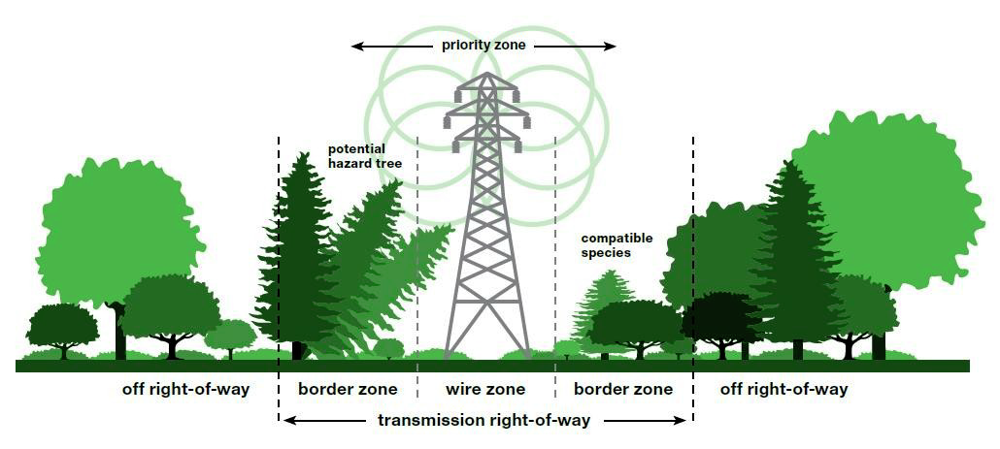 priority zone
potential
hazard tree
compatible
species
off right-of-way
border zone
wire zone
border zone
off right-of-way
transmission right-of-way